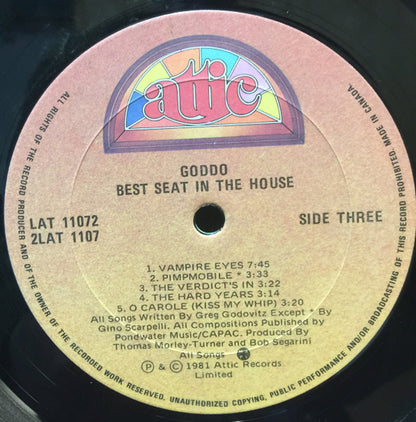 attic
GODDO
BEST SEAT IN THE HOUSE
LAT 11072
2LAT 1107
SIDE THREE
1. VAMPIRE EYES 7:45
2. PIMPMOBILE * 3:33
3. THE VERDICT'S IN 3:22
4. THE HARD YEARS 3:14
5. O CAROLE (KISS MY WHIP) 3:20
All Songs Written By Greg Godovitz Except * By
Gino Scarpelli. All Compositions Published by
Pondwater Music/CAPAC. Produced By
Thomas Morley-Turner and Bob Segarini
All Songs
℗ & © 1981 Attic Records
Limited
ALL RIGHTS OF THE RECORD PRODUCER AND OF THE OWNER OF THE RECORDED WORK RESERVED. UNAUTHORIZED COPYING, PUBLIC PERFORMANCE AND/OR BROADCASTING OF THIS RECORD PROHIBITED. MADE IN CANADA.